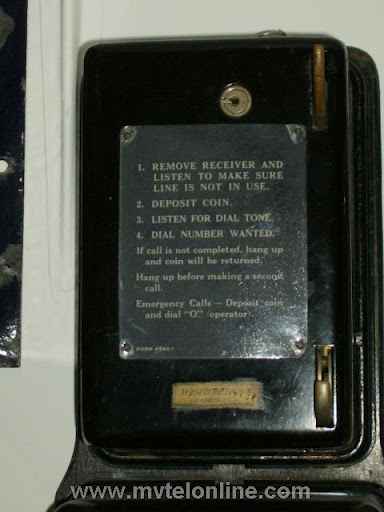 1. REMOVE RECEIVER AND
LISTEN TO MAKE SURE
LINE IS NOT IN USE.
2. DEPOSIT COIN.
3. LISTEN FOR DIAL TONE.
4. DIAL NUMBER WANTED.
If call is not completed, hang up
and coin will be returned.
Hang up before making a second
call.
Emergency Calls — Deposit coin
and dial "O" (operator)
FORM
www.mvtelonline.com